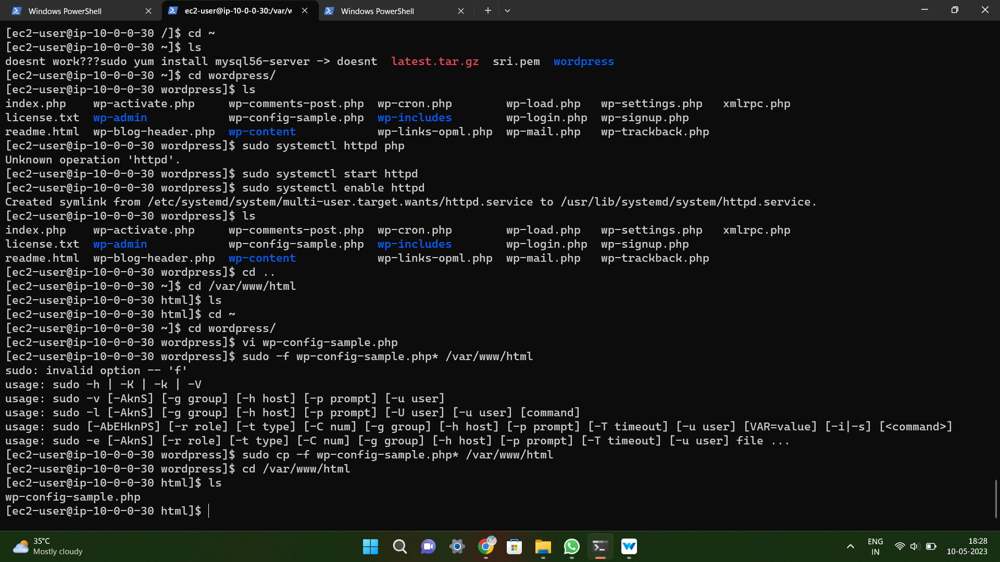 Windows PowerShell
ec2-user@ip-10-0-0-30:/var/w
Windows PowerShell
[ec2-user@ip-10-0-0-30 /]$ cd ~
[ec2-user@ip-10-0-0-30 ~]$ ls
doesnt work???sudo yum install mysql56-server -> doesnt  latest.tar.gz  sri.pem  wordpress
[ec2-user@ip-10-0-0-30 ~]$ cd wordpress/
[ec2-user@ip-10-0-0-30 wordpress]$ ls
index.php    wp-activate.php     wp-comments-post.php  wp-cron.php        wp-load.php   wp-settings.php   xmlrpc.php
license.txt  wp-admin            wp-config-sample.php  wp-includes        wp-login.php  wp-signup.php
readme.html  wp-blog-header.php  wp-content            wp-links-opml.php  wp-mail.php   wp-trackback.php
[ec2-user@ip-10-0-0-30 wordpress]$ sudo systemctl httpd php
Unknown operation 'httpd'.
[ec2-user@ip-10-0-0-30 wordpress]$ sudo systemctl start httpd
[ec2-user@ip-10-0-0-30 wordpress]$ sudo systemctl enable httpd
Created symlink from /etc/systemd/system/multi-user.target.wants/httpd.service to /usr/lib/systemd/system/httpd.service.
[ec2-user@ip-10-0-0-30 wordpress]$ ls
index.php    wp-activate.php     wp-comments-post.php  wp-cron.php        wp-load.php   wp-settings.php   xmlrpc.php
license.txt  wp-admin            wp-config-sample.php  wp-includes        wp-login.php  wp-signup.php
readme.html  wp-blog-header.php  wp-content            wp-links-opml.php  wp-mail.php   wp-trackback.php
[ec2-user@ip-10-0-0-30 wordpress]$ cd ..
[ec2-user@ip-10-0-0-30 ~]$ cd /var/www/html
[ec2-user@ip-10-0-0-30 html]$ ls
[ec2-user@ip-10-0-0-30 html]$ cd ~
[ec2-user@ip-10-0-0-30 ~]$ cd wordpress/
[ec2-user@ip-10-0-0-30 wordpress]$ vi wp-config-sample.php
[ec2-user@ip-10-0-0-30 wordpress]$ sudo -f wp-config-sample.php* /var/www/html
sudo: invalid option -- 'f'
usage: sudo -h | -K | -k | -V
usage: sudo -v [-AknS] [-g group] [-h host] [-p prompt] [-u user]
usage: sudo -l [-AknS] [-g group] [-h host] [-p prompt] [-U user] [-u user] [command]
usage: sudo [-AbEHknPS] [-r role] [-t type] [-C num] [-g group] [-h host] [-p prompt] [-T timeout] [-u user] [VAR=value] [-i|-s] [<command>]
usage: sudo -e [-AknS] [-r role] [-t type] [-C num] [-g group] [-h host] [-p prompt] [-T timeout] [-u user] file ...
[ec2-user@ip-10-0-0-30 wordpress]$ sudo cp -f wp-config-sample.php* /var/www/html
[ec2-user@ip-10-0-0-30 wordpress]$ cd /var/www/html
[ec2-user@ip-10-0-0-30 html]$ ls
wp-config-sample.php
[ec2-user@ip-10-0-0-30 html]$
35°C
Mostly cloudy
ENG
IN
18:28
10-05-2023